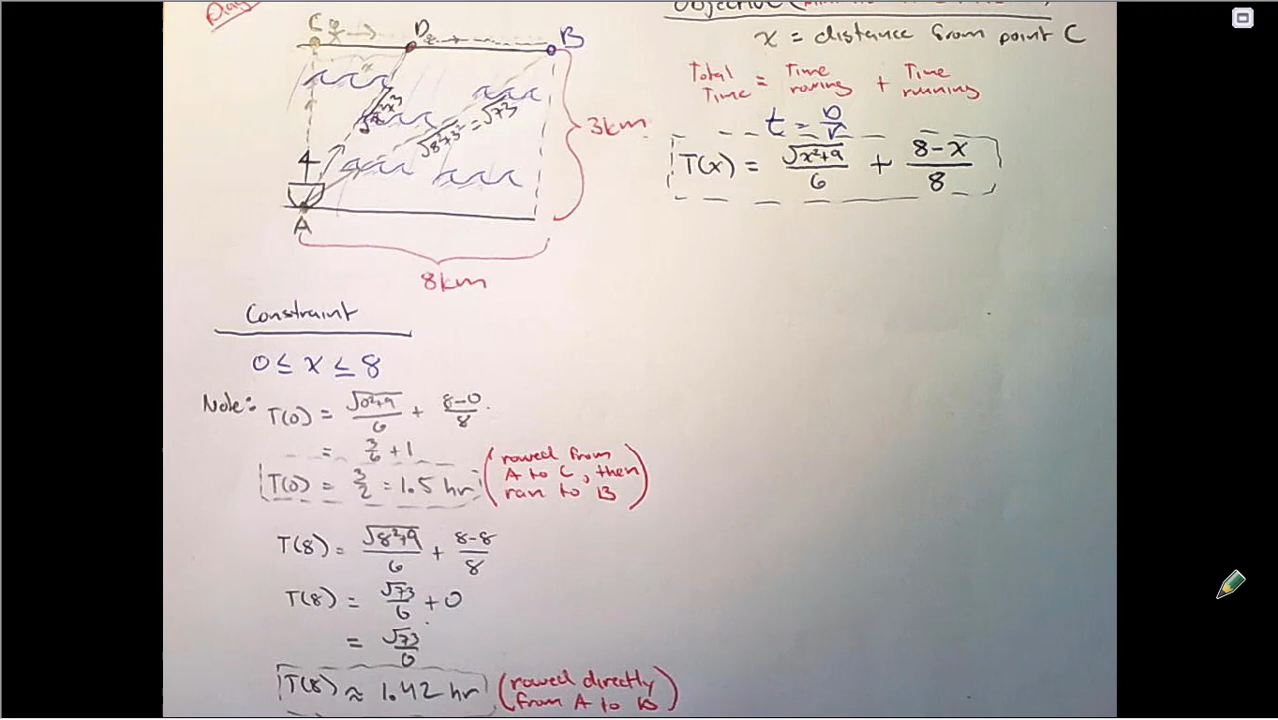 Day
C
D
B
√8²+3² = √73
3km
A
8km
Constraint
0 ≤ x ≤ 8
Note: T(0) = √0²+9/6 + 8-0/8
= 3/6 + 1
T(0) = 3/2 = 1.5 hr
(rowed from
A to C, then
ran to B)
T(8) = √8²+9/6 + 8-8/8
T(8) = √73/6 + 0
= √73/6
T(8) ≈ 1.42 hr
(rowed directly
from A to B)
Objective
x = distance from point C
Total Time = Time rowing + Time running
t = D/r
T(x) = √x²+9/6 + 8-x/8